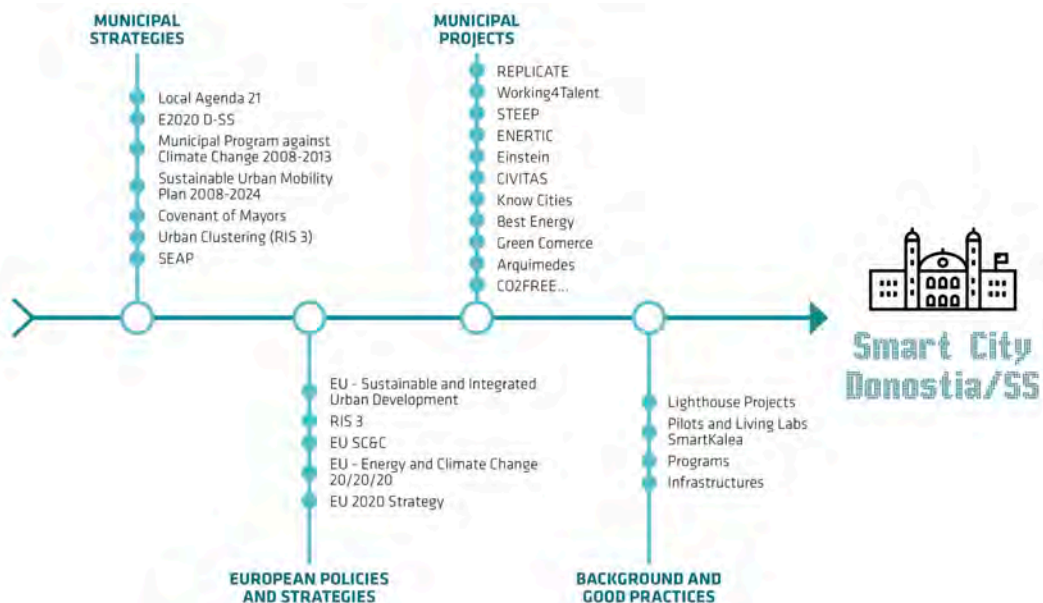 MUNICIPAL
STRATEGIES
Local Agenda 21
E2020 D-SS
Municipal Program against
Climate Change 2008-2013
Sustainable Urban Mobility
Plan 2008-2024
Covenant of Mayors
Urban Clustering (RIS 3)
SEAP
MUNICIPAL
PROJECTS
REPLICATE
Working4Talent
STEEP
ENERTIC
Einstein
CIVITAS
Know Cities
Best Energy
Green Comerce
Arquimedes
CO2FREE...
Smart City
Donostia/SS
EU - Sustainable and Integrated
Urban Development
RIS 3
EU SC&C
EU - Energy and Climate Change
20/20/20
EU 2020 Strategy
EUROPEAN POLICIES
AND STRATEGIES
Lighthouse Projects
Pilots and Living Labs
SmartKalea
Programs
Infrastructures
BACKGROUND AND
GOOD PRACTICES